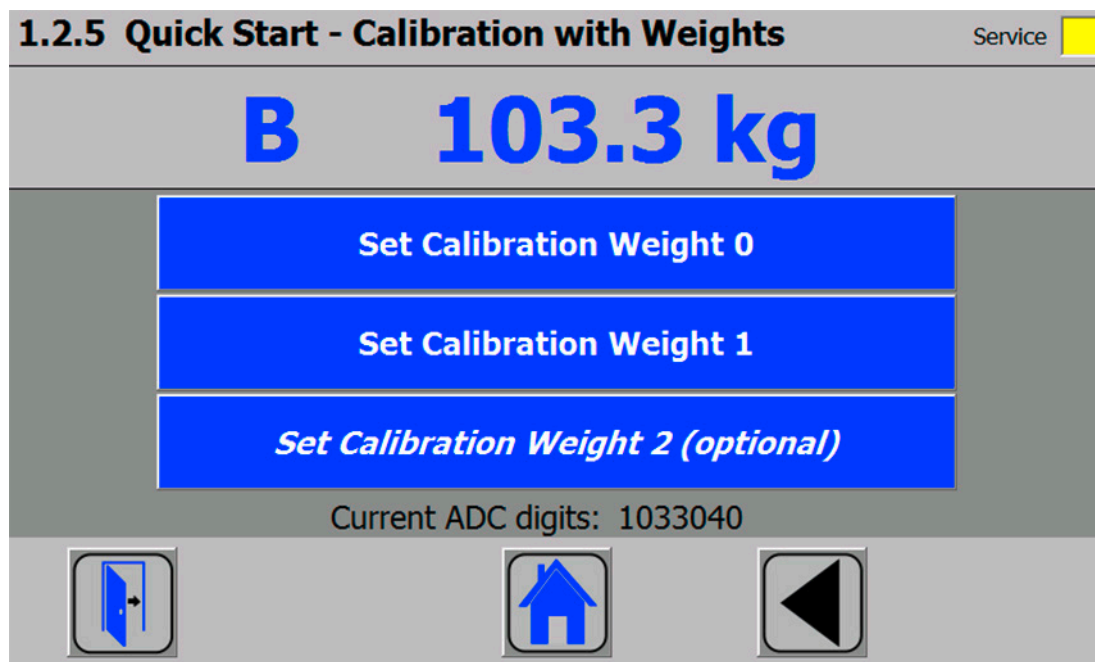 1.2.5 Quick Start - Calibration with Weights
Service
B 103.3 kg
Set Calibration Weight 0
Set Calibration Weight 1
Set Calibration Weight 2 (optional)
Current ADC digits: 1033040